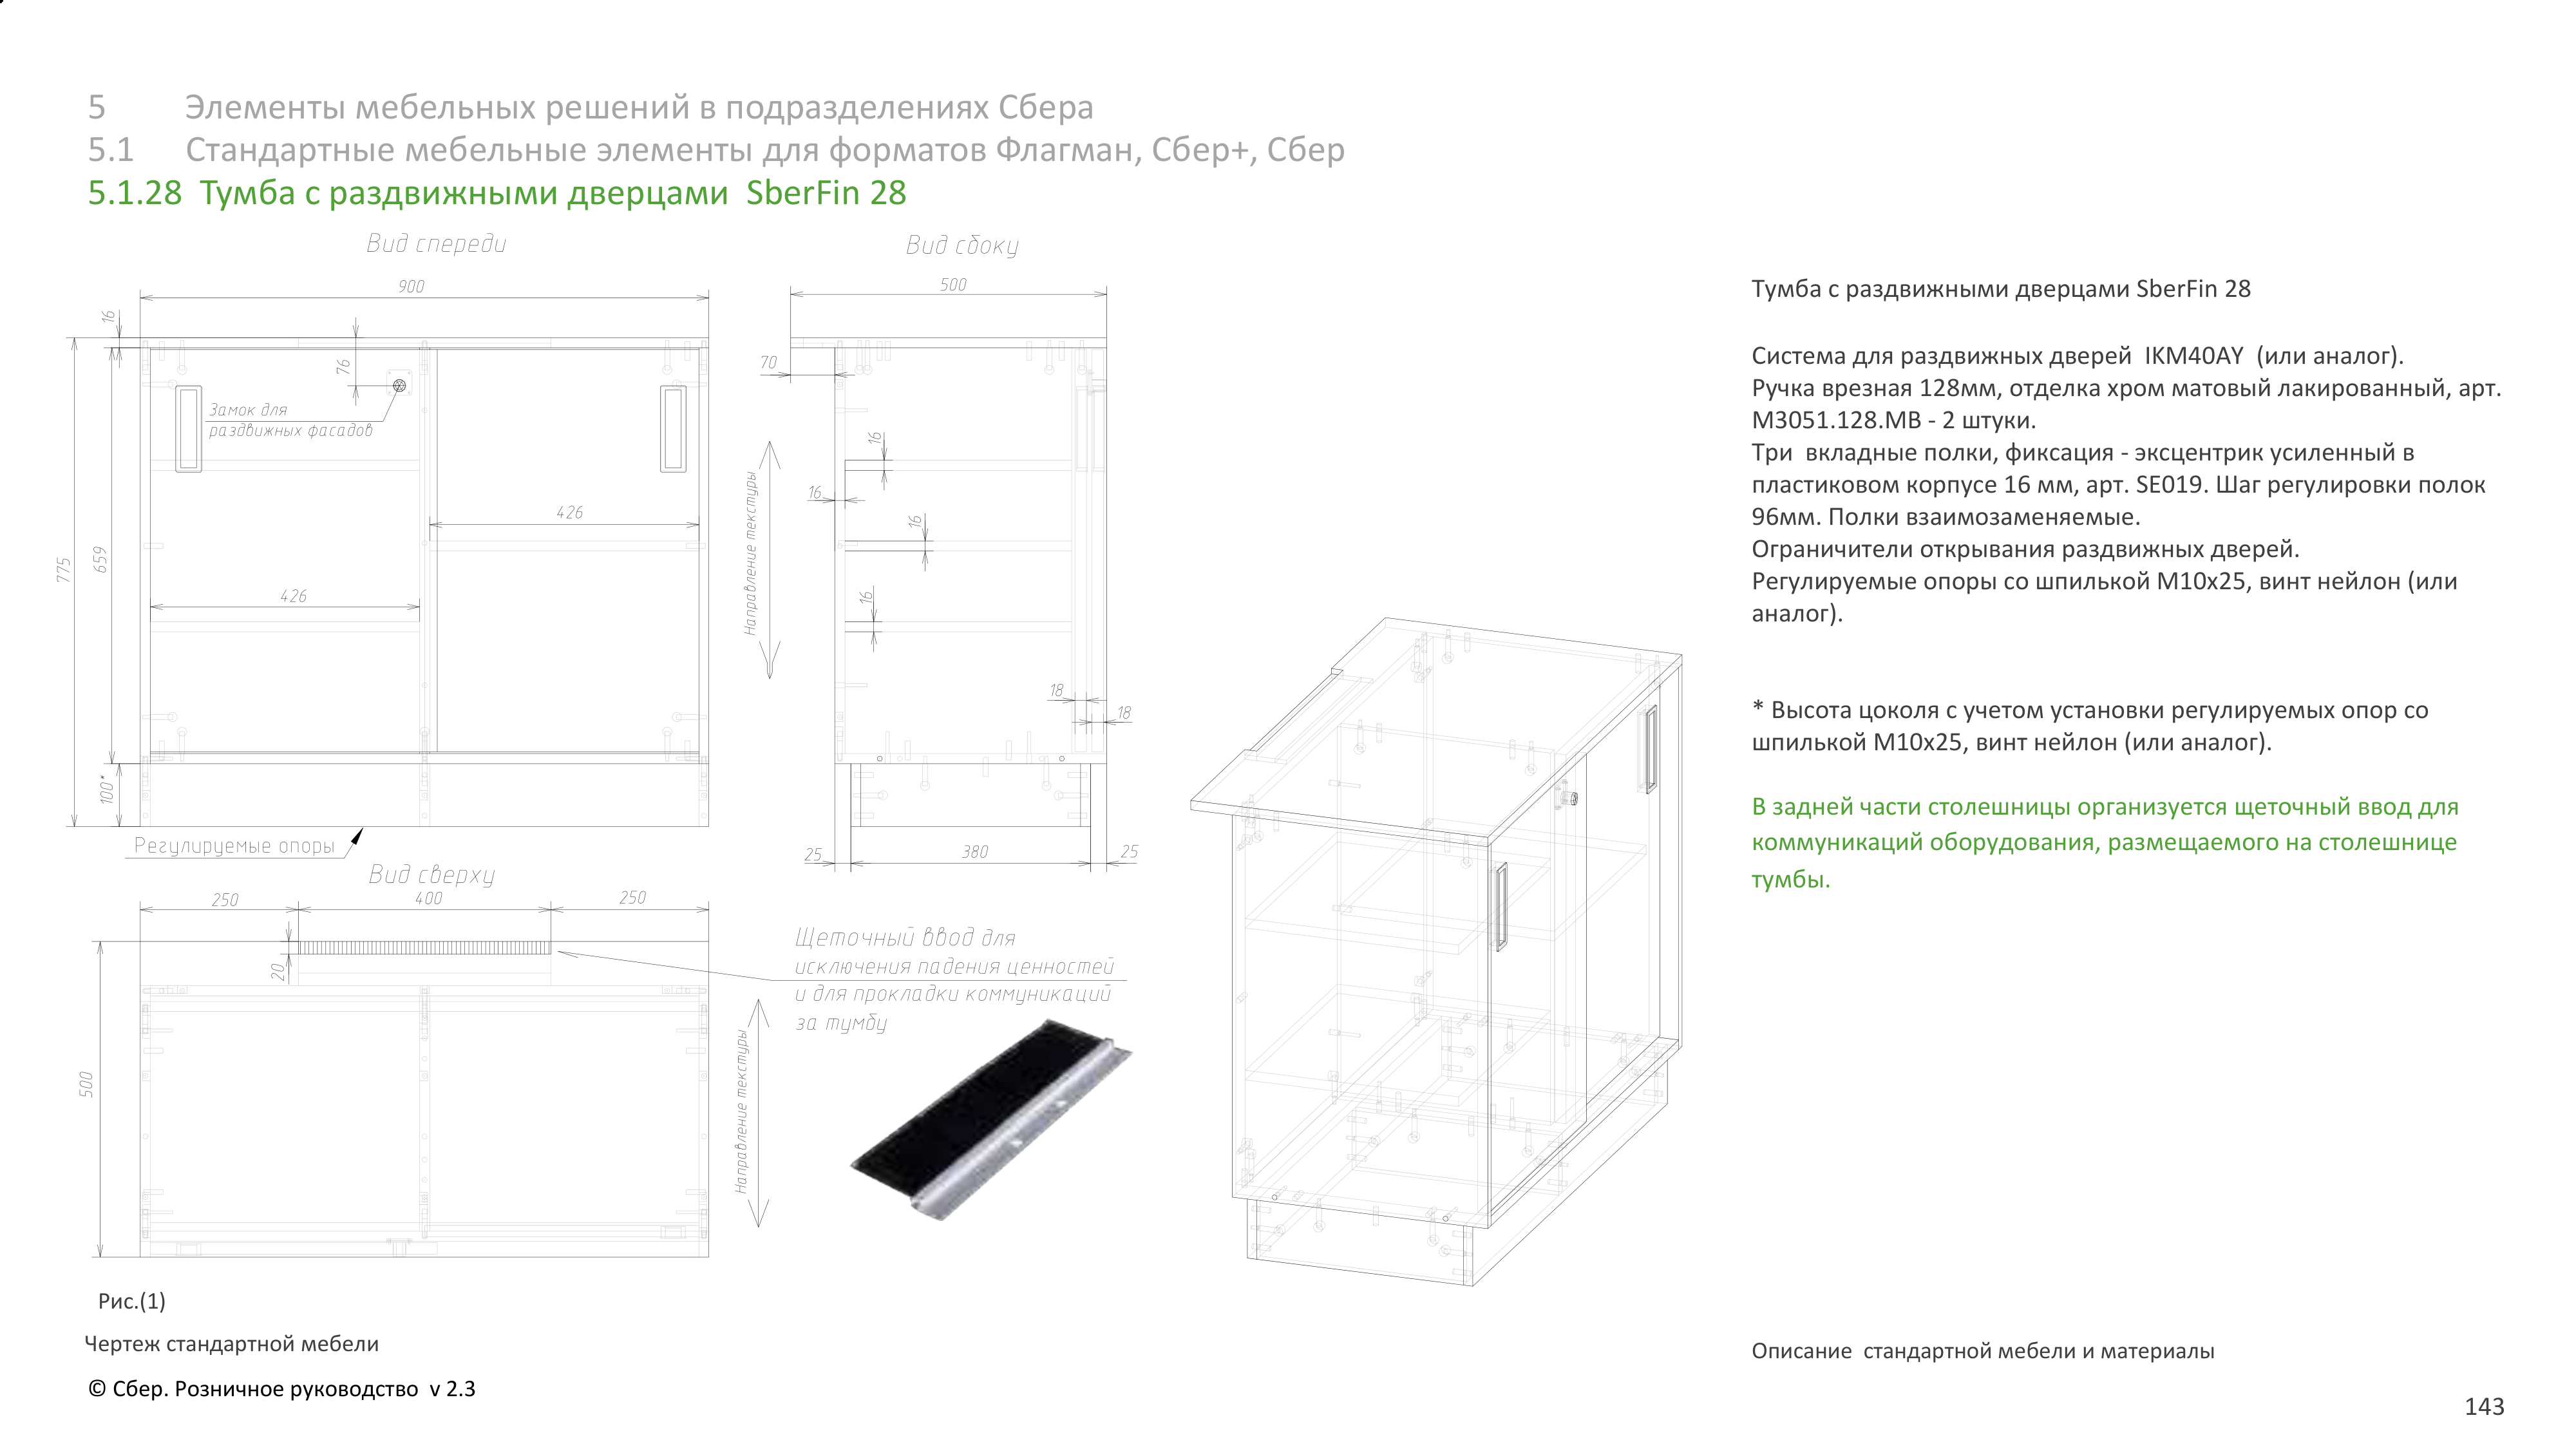 5 Элементы мебельных решений в подразделениях Сбера
5.1 Стандартные мебельные элементы для форматов Флагман, Сбер+, Сбер
5.1.28 Тумба с раздвижными дверцами SberFin 28
Вид спереди
900
16
76
Замок для
раздвижных фасадов
426
426
775
659
100*
Регулируемые опоры
Вид сбоку
500
70
16
16
16
16
18
18
Направление текстуры
25
380
25
Вид сверху
250
400
250
20
500
Направление текстуры
Щеточный ввод для
исключения падения ценностей
и для прокладки коммуникаций
за тумбу
Тумба с раздвижными дверцами SberFin 28
Система для раздвижных дверей IKM40AY (или аналог).
Ручка врезная 128мм, отделка хром матовый лакированный, арт.
M3051.128.MB - 2 штуки.
Три вкладные полки, фиксация - эксцентрик усиленный в
пластиковом корпусе 16 мм, арт. SE019. Шаг регулировки полок
96мм. Полки взаимозаменяемые.
Ограничители открывания раздвижных дверей.
Регулируемые опоры со шпилькой М10х25, винт нейлон (или
аналог).
* Высота цоколя с учетом установки регулируемых опор со
шпилькой М10х25, винт нейлон (или аналог).
В задней части столешницы организуется щеточный ввод для
коммуникаций оборудования, размещаемого на столешнице
тумбы.
Рис.(1)
Чертеж стандартной мебели
Описание стандартной мебели и материалы
© Сбер. Розничное руководство v 2.3
143